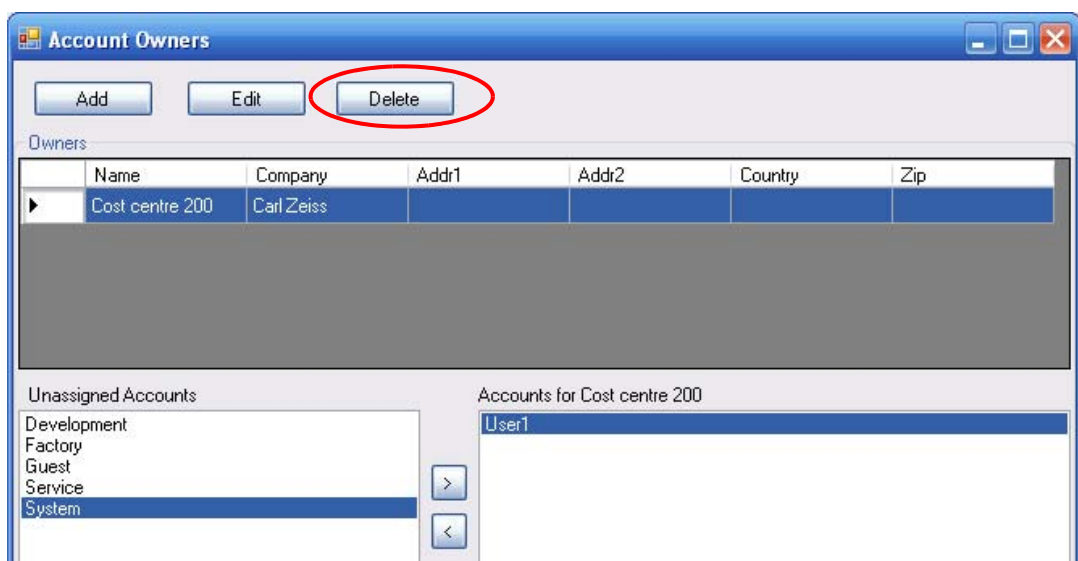 Account Owners
Add Edit Delete
Owners
Name Company Addr1 Addr2 Country Zip
Cost centre 200 Carl Zeiss
Unassigned Accounts Accounts for Cost centre 200
Development User1
Factory
Guest
Service
System
>
<